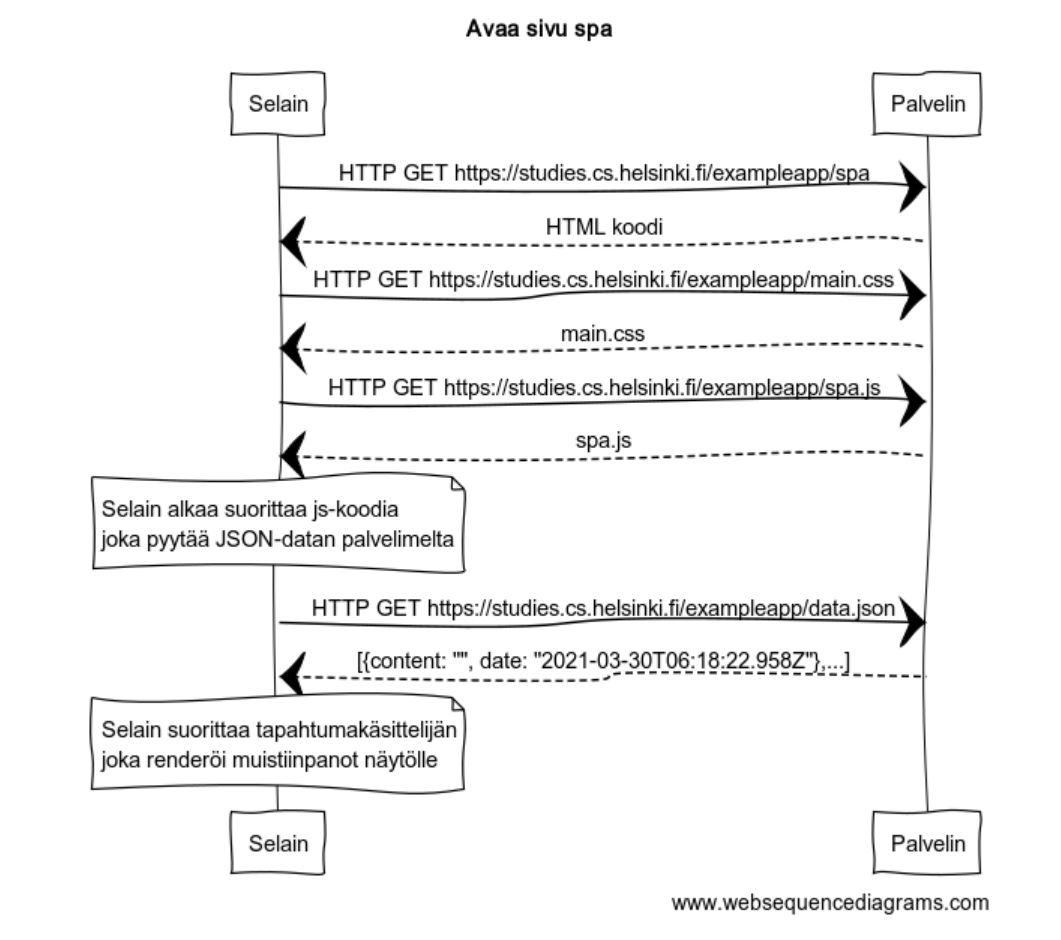 Avaa sivu spa
Selain
Palvelin
HTTP GET https://studies.cs.helsinki.fi/exampleapp/spa
HTML koodi
HTTP GET https://studies.cs.helsinki.fi/exampleapp/main.css
main.css
HTTP GET https://studies.cs.helsinki.fi/exampleapp/spa.js
spa.js
Selain alkaa suorittaa js-koodia
joka pyytää JSON-datan palvelimelta
HTTP GET https://studies.cs.helsinki.fi/exampleapp/data.json
[{content: "", date: "2021-03-30T06:18:22.958Z"},...]
Selain suorittaa tapahtumakäsittelijän
joka renderöi muistiinpanot näytölle
Selain
Palvelin
www.websequencediagrams.com